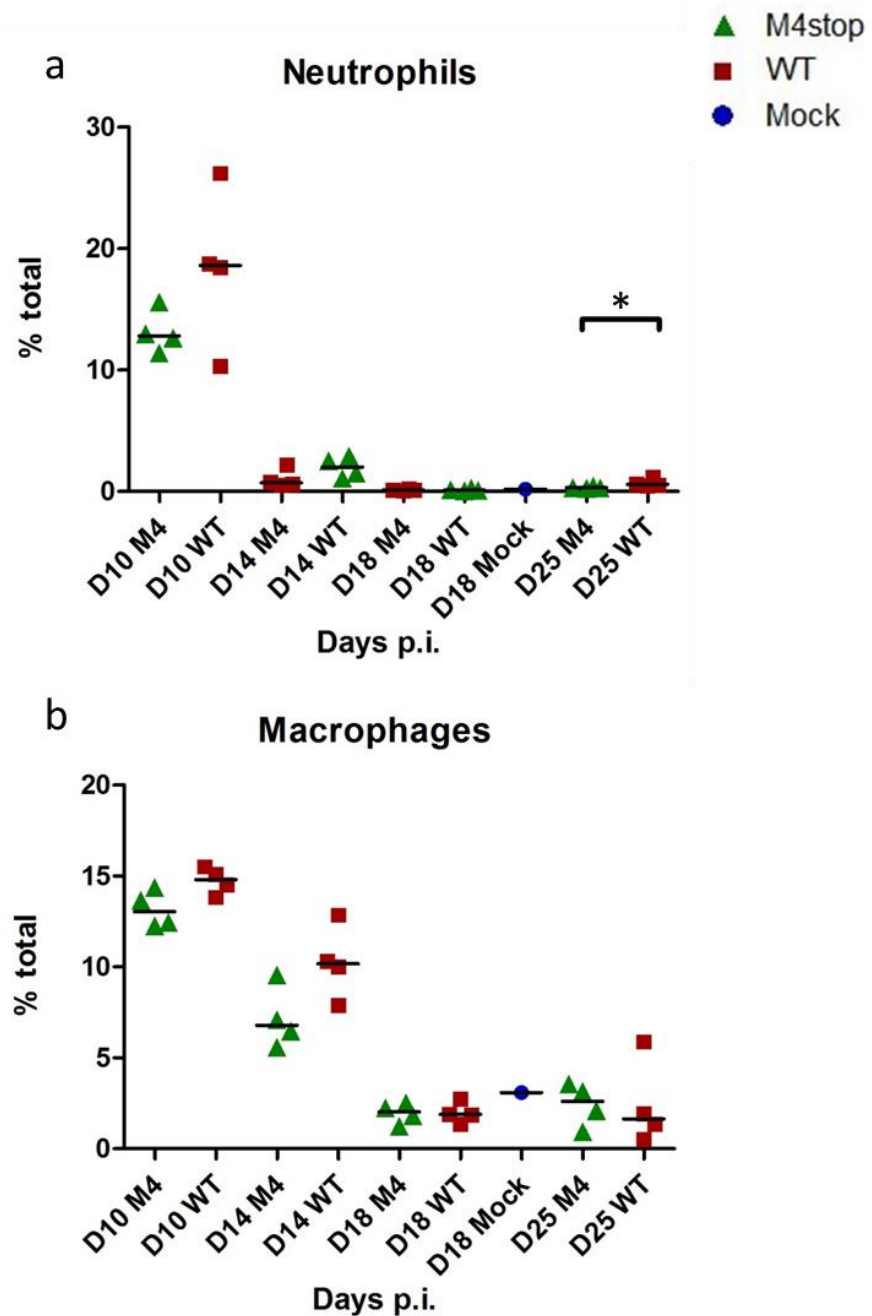 M4stop
WT
Mock
a
Neutrophils
30
20
10
0
% total
*
D10 M4
D10 WT
D14 M4
D14 WT
D18 M4
D18 WT
D18 Mock
D25 M4
D25 WT
Days p.i.
b
Macrophages
20
15
10
5
0
% total
D10 M4
D10 WT
D14 M4
D14 WT
D18 M4
D18 WT
D18 Mock
D25 M4
D25 WT
Days p.i.